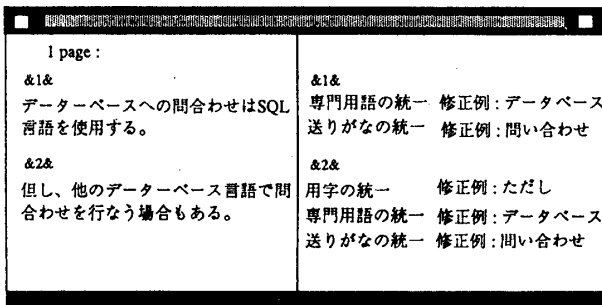 1 page :
&1&
データーベースへの問合わせはSQL
言語を使用する。
&2&
但し、他のデーターベース言語で問
合わせを行なう場合もある。
&1&
専門用語の統一 修正例 : データベース
送りがなの統一 修正例 : 問い合わせ
&2&
用字の統一 修正例 : ただし
専門用語の統一 修正例 : データベース
送りがなの統一 修正例 : 問い合わせ